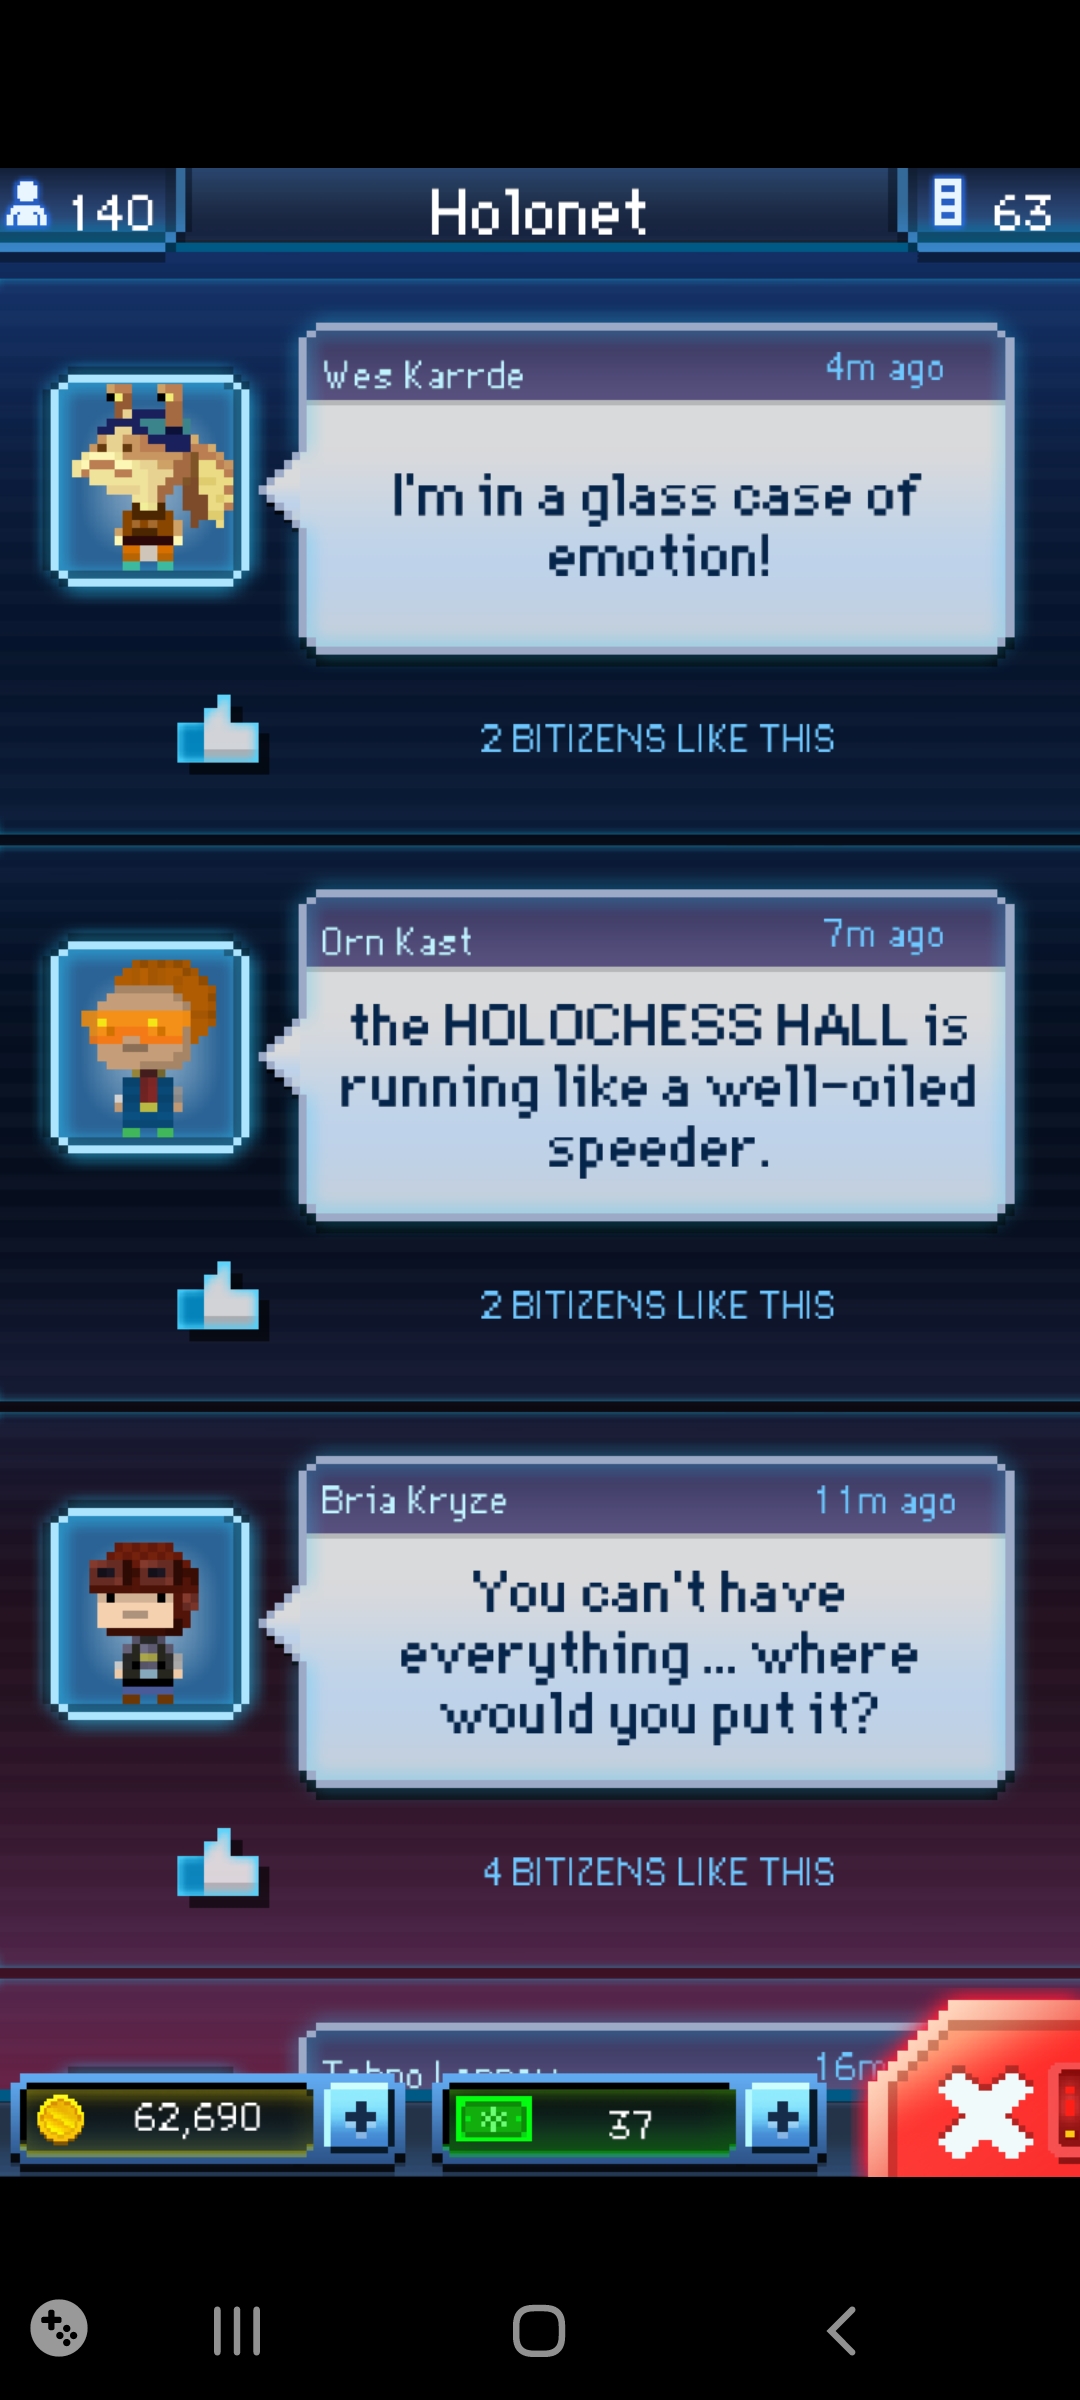 140 Holonet 63
Wes Karrde 4m ago
I'm in a glass case of
emotion!
2 BITIZENS LIKE THIS
Orn Kast 7m ago
the HOLOCHESS HALL is
running like a well-oiled
speeder.
2 BITIZENS LIKE THIS
Bria Kryze 11m ago
You can't have
everything ... where
would you put it?
4 BITIZENS LIKE THIS
16m
62,690 + 37 +